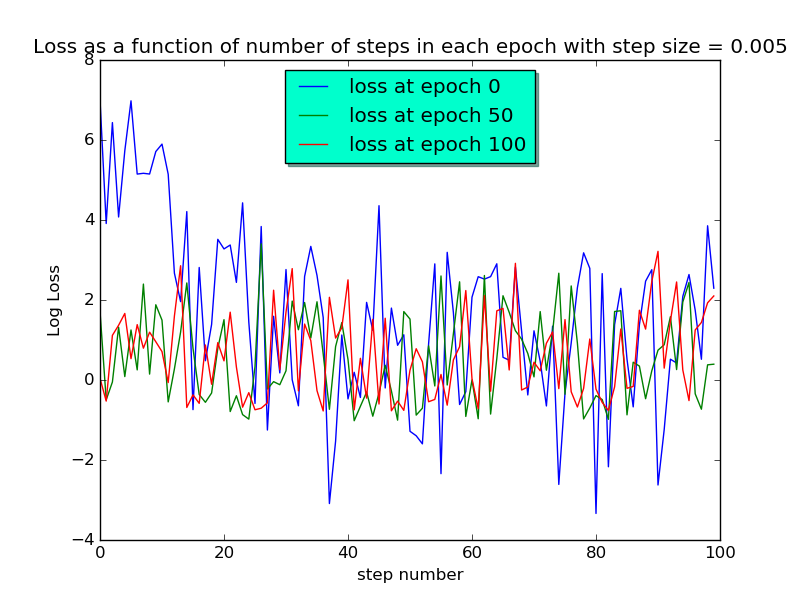 Loss as a function of number of steps in each epoch with step size = 0.005
8
loss at epoch 0
loss at epoch 50
loss at epoch 100
6
4
2
0
−2
−4
Log Loss
0 20 40 60 80 100
step number